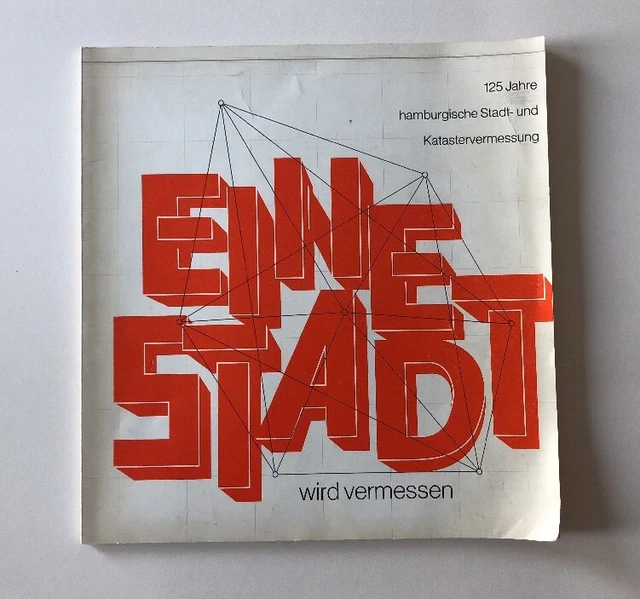 125 Jahre
hamburgische Stadt- und
Katastervermessung
EINE
STADT
wird vermessen